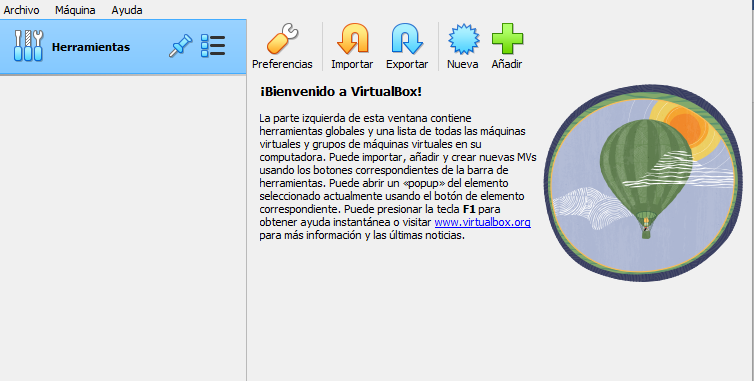 Archivo Máquina Ayuda
Herramientas
Preferencias Importar Exportar Nueva Añadir
¡Bienvenido a VirtualBox!
La parte izquierda de esta ventana contiene
herramientas globales y una lista de todas las máquinas
virtuales y grupos de máquinas virtuales en su
computadora. Puede importar, añadir y crear nuevas MVs
usando los botones correspondientes de la barra de
herramientas. Puede abrir un «popup» del elemento
seleccionado actualmente usando el botón de elemento
correspondiente. Puede presionar la tecla F1 para
obtener ayuda instantánea o visitar www.virtualbox.org
para más información y las últimas noticias.